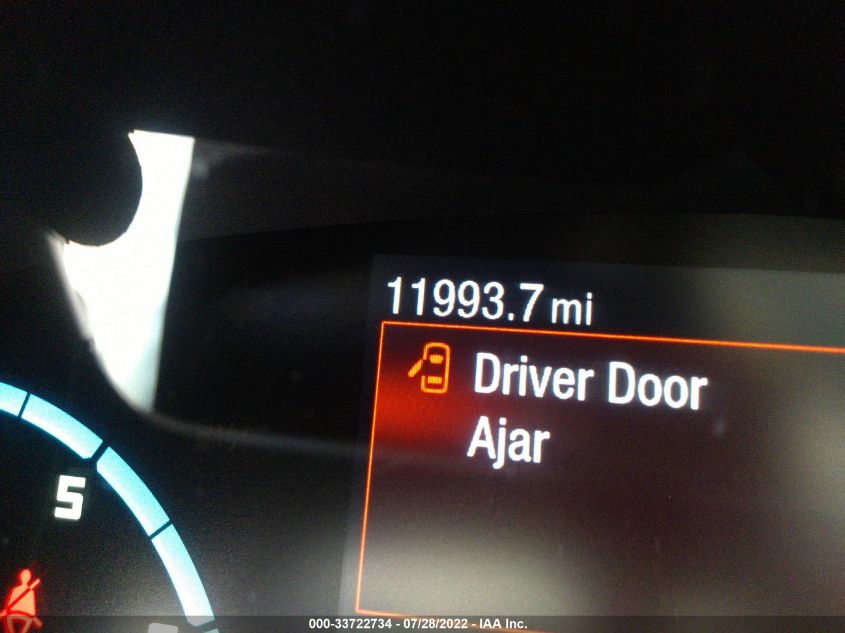 11993.7 mi
Driver Door
Ajar
5
000-33722734 - 07/28/2022 - IAA Inc.